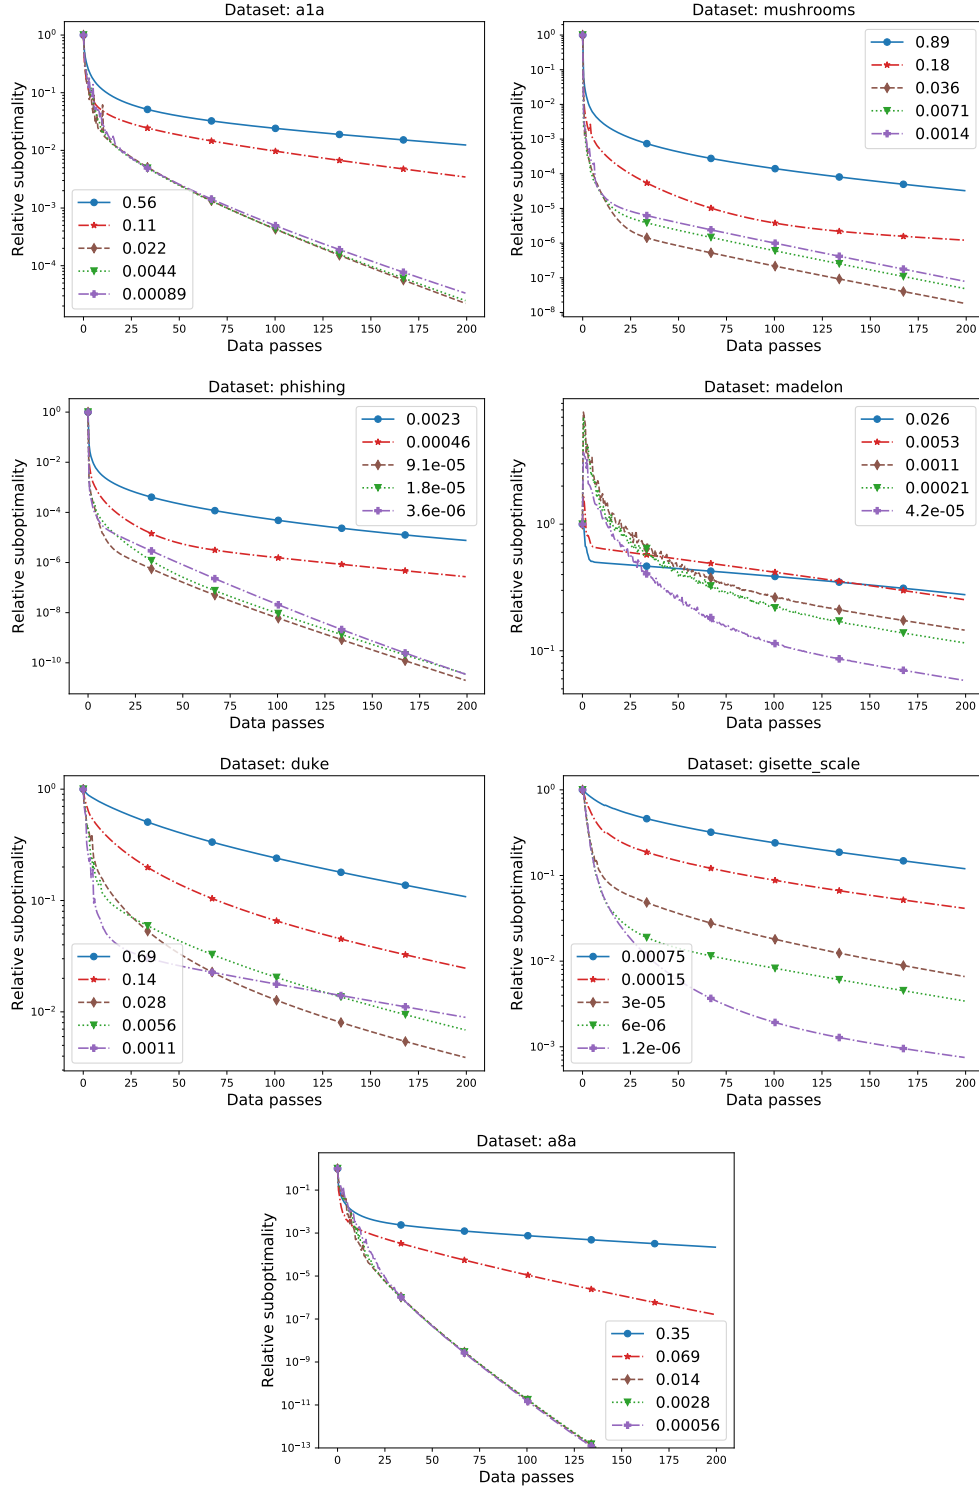 Dataset: a1a
Relative suboptimality
10⁰
10⁻¹
10⁻²
10⁻³
10⁻⁴
0.56
0.11
0.022
0.0044
0.00089
0 25 50 75 100 125 150 175 200
Data passes
Dataset: mushrooms
Relative suboptimality
10⁰
10⁻¹
10⁻²
10⁻³
10⁻⁴
10⁻⁵
10⁻⁶
10⁻⁷
10⁻⁸
0.89
0.18
0.036
0.0071
0.0014
0 25 50 75 100 125 150 175 200
Data passes
Dataset: phishing
Relative suboptimality
10⁰
10⁻²
10⁻⁴
10⁻⁶
10⁻⁸
10⁻¹⁰
0.0023
0.00046
9.1e-05
1.8e-05
3.6e-06
0 25 50 75 100 125 150 175 200
Data passes
Dataset: madelon
Relative suboptimality
10⁰
10⁻¹
0.026
0.0053
0.0011
0.00021
4.2e-05
0 25 50 75 100 125 150 175 200
Data passes
Dataset: duke
Relative suboptimality
10⁰
10⁻¹
10⁻²
0.69
0.14
0.028
0.0056
0.0011
0 25 50 75 100 125 150 175 200
Data passes
Dataset: gisette_scale
Relative suboptimality
10⁰
10⁻¹
10⁻²
10⁻³
0.00075
0.00015
3e-05
6e-06
1.2e-06
0 25 50 75 100 125 150 175 200
Data passes
Dataset: a8a
Relative suboptimality
10⁻¹
10⁻³
10⁻⁵
10⁻⁷
10⁻⁹
10⁻¹¹
10⁻¹³
0.35
0.069
0.014
0.0028
0.00056
0 25 50 75 100 125 150 175 200
Data passes